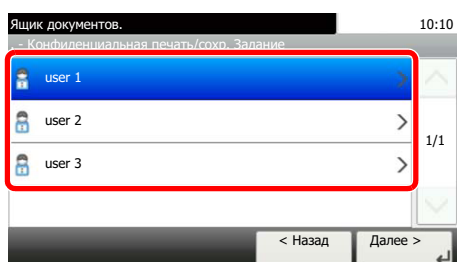 Ящик документов. 10:10
. - Конфиденциальная печать/сохр. Задание
user 1
user 2
1/1
user 3
< Назад Далее >